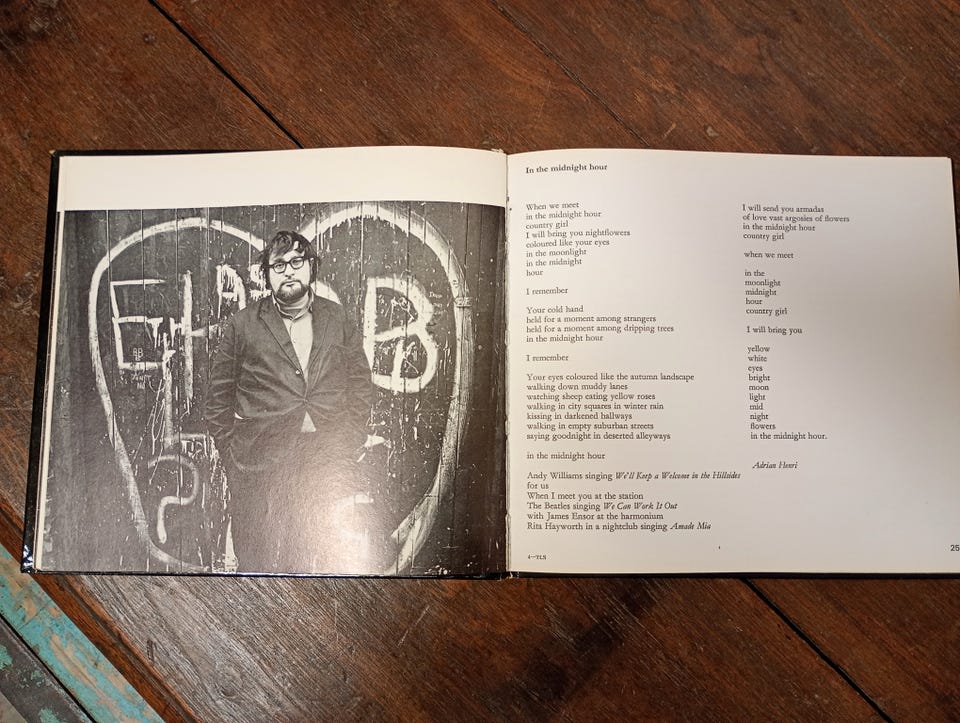 E
B
In the midnight hour
When we meet
in the midnight hour
country girl
I will bring you nightflowers
coloured like your eyes
in the moonlight
in the midnight
hour
I remember
Your cold hand
held for a moment among strangers
held for a moment among dripping trees
in the midnight hour
I remember
Your eyes coloured like the autumn landscape
walking down muddy lanes
watching sheep eating yellow roses
walking in city squares in winter rain
kissing in darkened hallways
walking in empty suburban streets
saying goodnight in deserted alleyways
in the midnight hour
Andy Williams singing We'll Keep a Welcome in the Hillsides
for us
When I meet you at the station
The Beatles singing We Can Work It Out
with James Ensor at the harmonium
Rita Hayworth in a nightclub singing Amade Mia
I will send you armadas
of love vast argosies of flowers
in the midnight hour
country girl
when we meet
in the
moonlight
midnight
hour
country girl
I will bring you
yellow
white
eyes
bright
moon
light
mid
night
flowers
in the midnight hour.
Adrian Henri
4—TLS
25